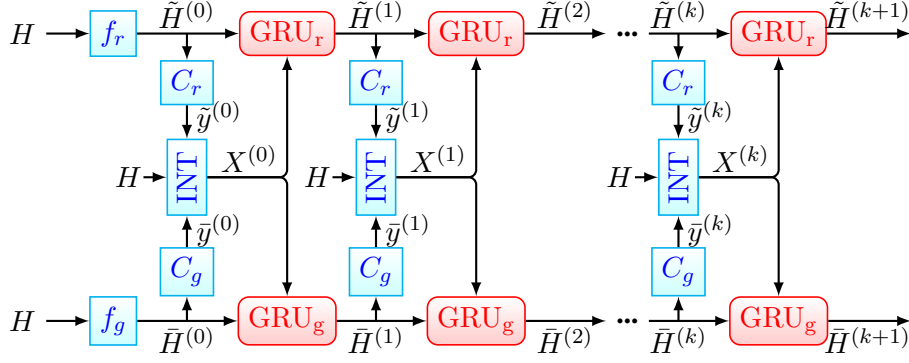 H f_r H̃^(0) GRU_r H̃^(1) GRU_r H̃^(2) ··· H̃^(k) GRU_r H̃^(k+1)
C_r C_r C_r
ỹ^(0) ỹ^(1) ỹ^(k)
H INT X^(0) H INT X^(1) H INT X^(k)
ȳ^(0) ȳ^(1) ȳ^(k)
C_g C_g C_g
H f_g H̄^(0) GRU_g H̄^(1) GRU_g H̄^(2) ··· H̄^(k) GRU_g H̄^(k+1)